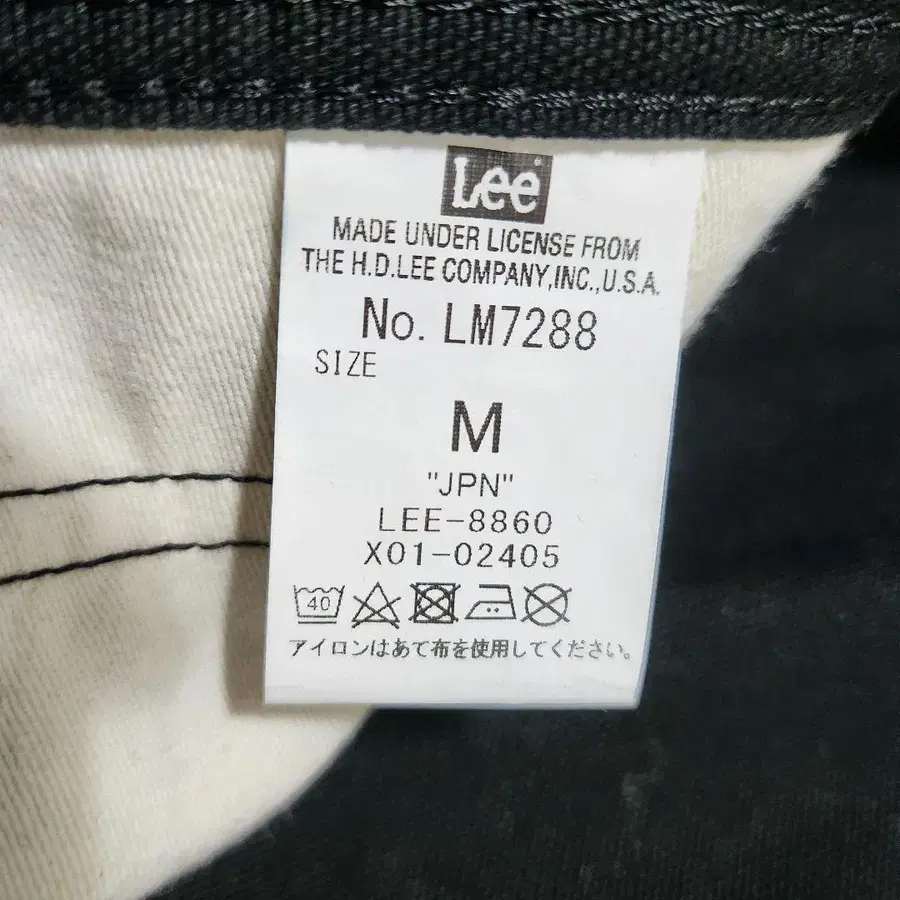 Lee
MADE UNDER LICENSE FROM
THE H.D.LEE COMPANY,INC.,U.S.A.
No. LM7288
SIZE
M
"JPN"
LEE-8860
X01-02405
40
アイロンはあて布を使用してください。